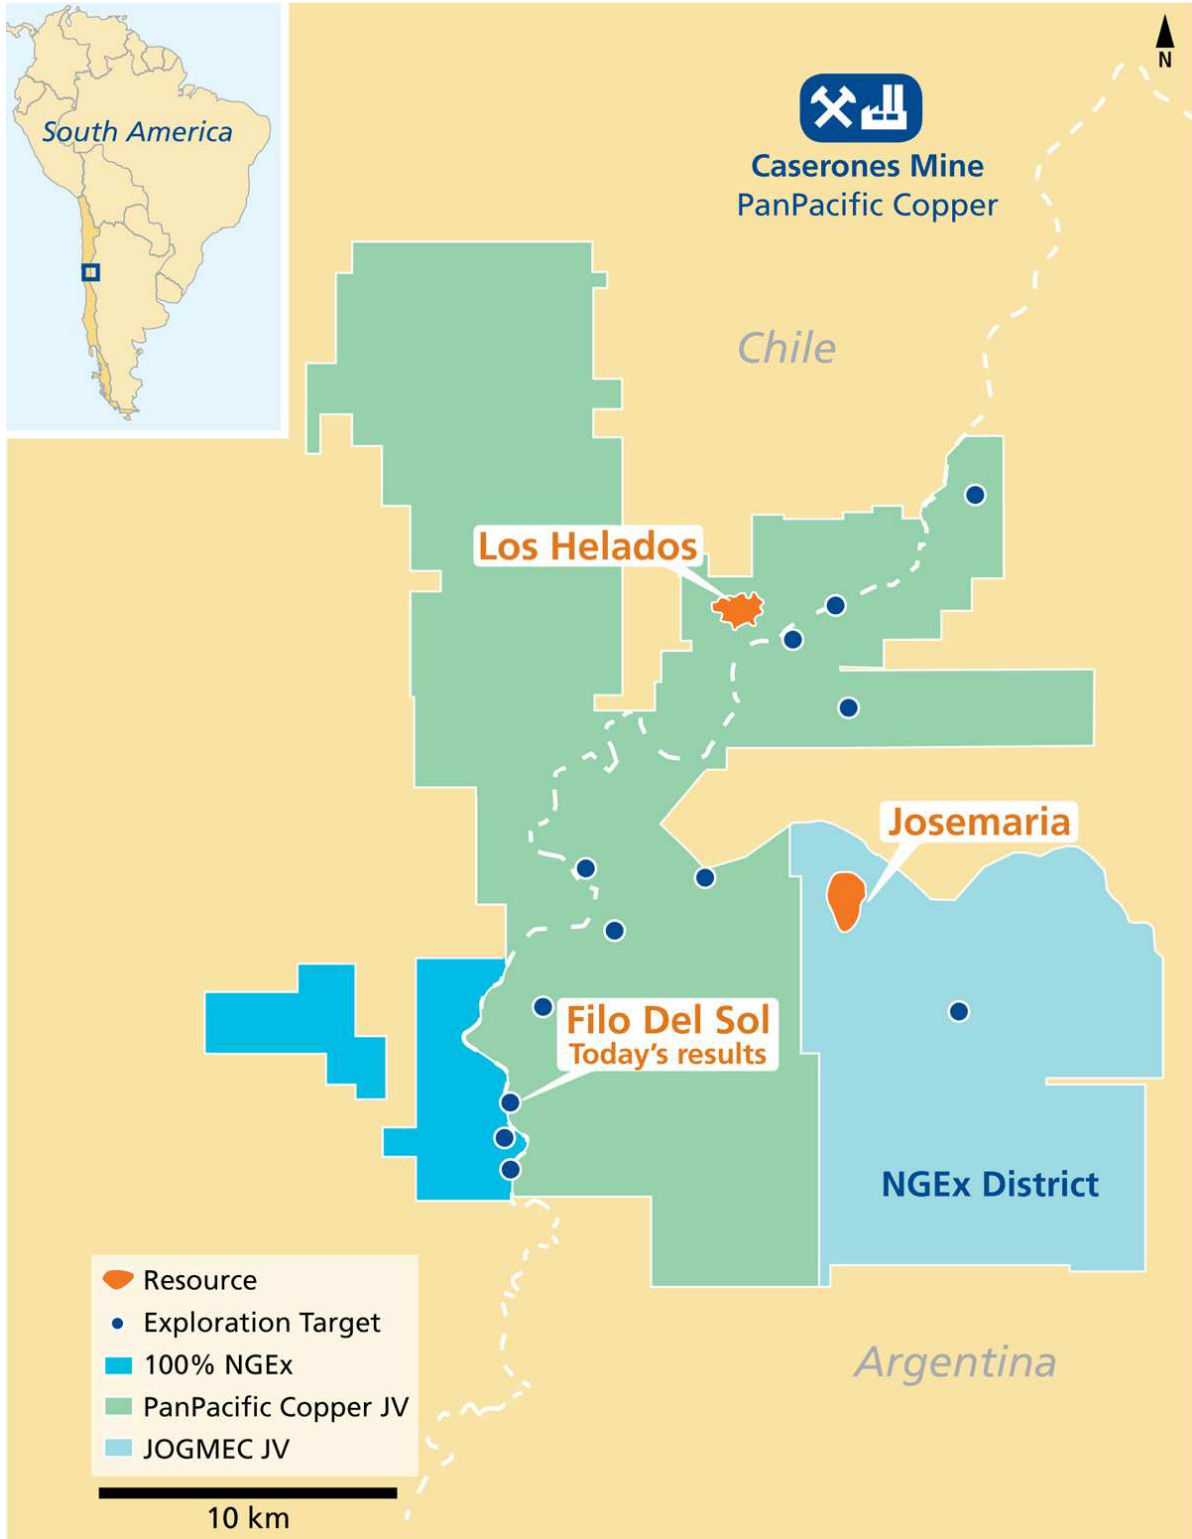 South America
N
Caserones Mine
PanPacific Copper
Chile
Los Helados
Josemaria
Filo Del Sol
Today's results
NGEx District
Argentina
Resource
Exploration Target
100% NGEx
PanPacific Copper JV
JOGMEC JV
10 km